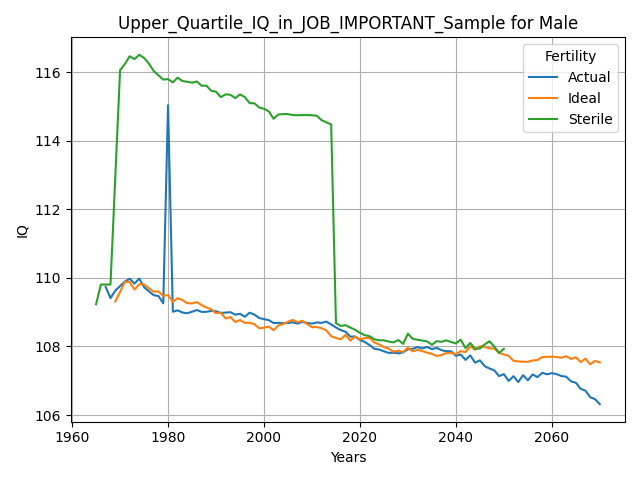 Upper_Quartile_IQ_in_JOB_IMPORTANT_Sample for Male
Fertility
Actual
Ideal
Sterile
116
114
112
110
108
106
IQ
1960
1980
2000
2020
2040
2060
Years